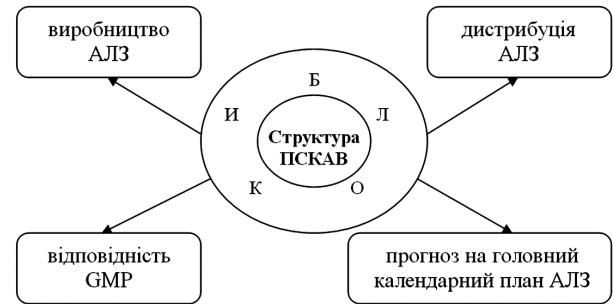 виробництво
АЛЗ
дистрибуція
АЛЗ
Б Л О К И
Структура
ПСКАВ
відповідність
GMP
прогноз на головний
календарний план АЛЗ